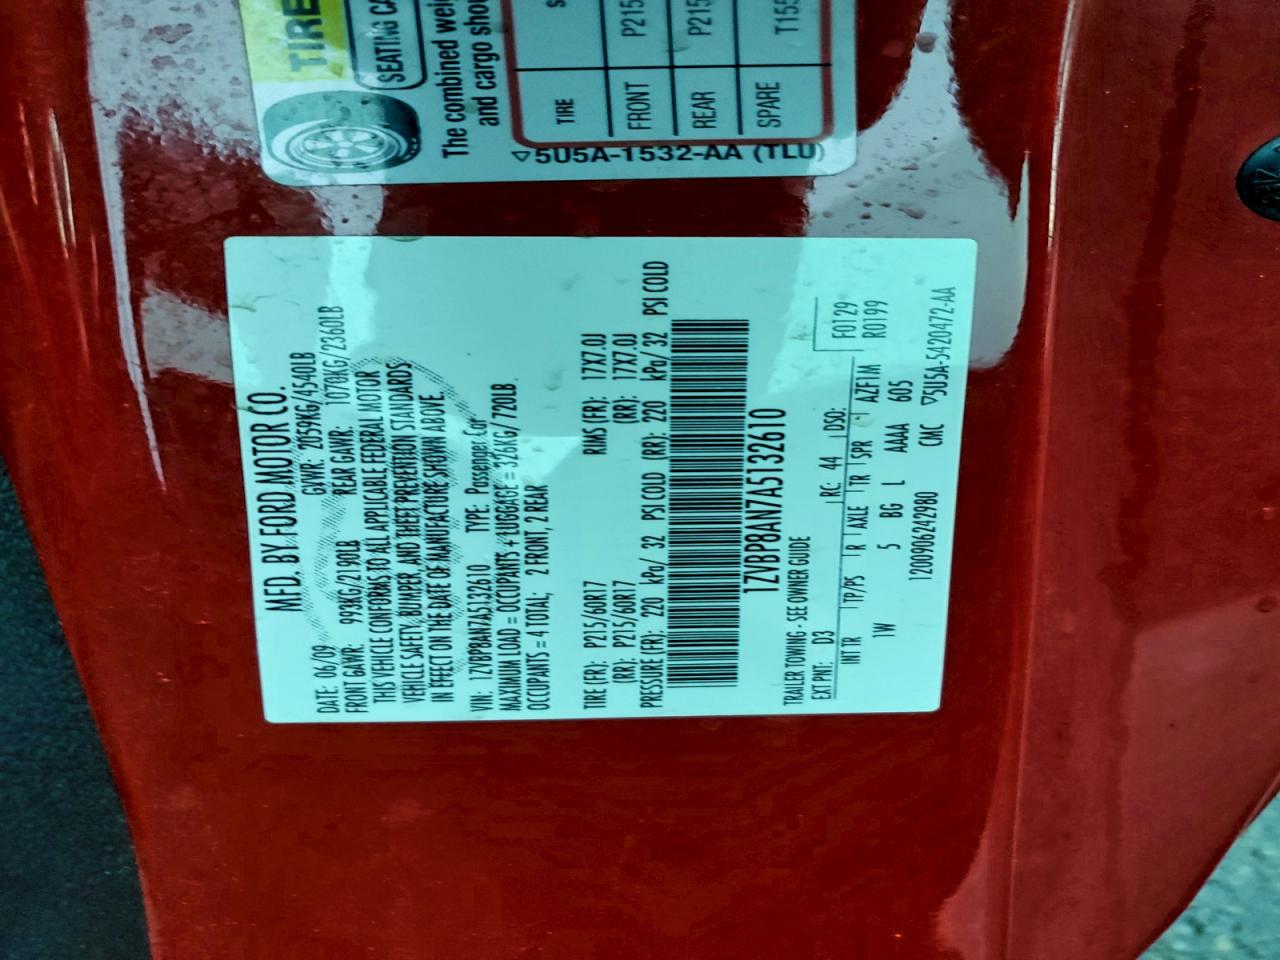 TIRE
SEATING CA
The combined wei
and cargo shou
TIRE
FRONT P215
REAR P215
SPARE T155
5U5A-1532-AA (TLU)
MFD. BY FORD MOTOR CO.
DATE: 06/09 GVWR: 2059KG/4540LB
FRONT GAWR: 993KG/2190LB REAR GAWR: 1070KG/2360LB
THIS VEHICLE CONFORMS TO ALL APPLICABLE FEDERAL MOTOR
VEHICLE SAFETY, BUMPER, AND THEFT PREVENTION STANDARDS
IN EFFECT ON THE DATE OF MANUFACTURE SHOWN ABOVE.
VIN: 1ZVBP8AN7A5132610 TYPE: Passenger Car
MAXIMUM LOAD = OCCUPANTS + LUGGAGE = 326KG/720LB
OCCUPANTS = 4 TOTAL; 2 FRONT, 2 REAR
TIRE (FR): P215/60R17 RIMS (FR): 17X7.0J
(RR): P215/60R17 (RR): 17X7.0J
PRESSURE (FR): 220 kPa/ 32 PSI COLD (RR): 220 kPa/ 32 PSI COLD
1ZVBP8AN7A5132610
TRAILER TOWING - SEE OWNER GUIDE
EXT PNT: D3 RC: 44 DSO: F0129
INT TR TP/PS R AXLE TR SPR AZF1M R0199
1W 5 BG L AAAA 605
120090624298D CMC 5U5A-5420472-AA